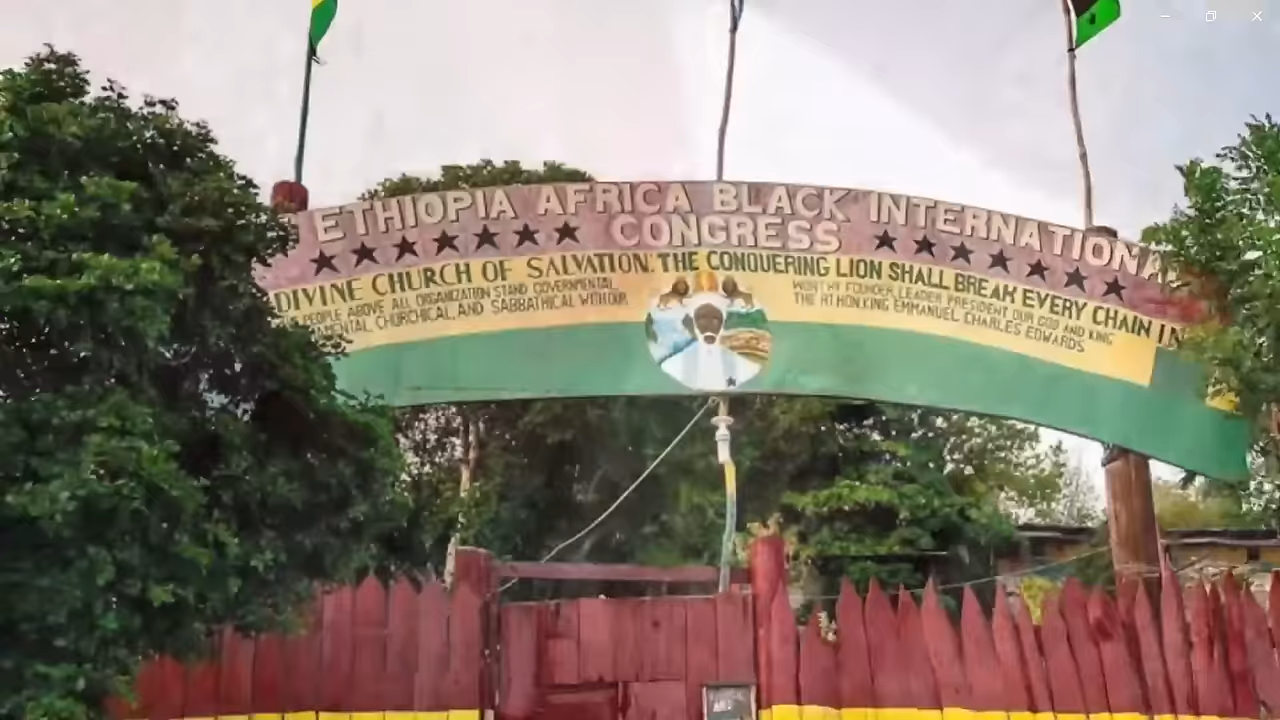 ETHIOPIA AFRICA BLACK INTERNATIONA
CONGRESS
DIVINE CHURCH OF SALVATION. THE CONQUERING LION SHALL BREAK EVERY CHAIN IN
PEOPLE ABOVE ALL ORGANIZATION STAND GOVERNMENTAL
AMENTAL, CHURCHICAL, AND SABBATHICAL WITH OUR
WORTHY FOUNDER, LEADER PRESIDENT OUR GOD AND KING
THE RT HON KING EMMANUEL CHARLES EDWARDS